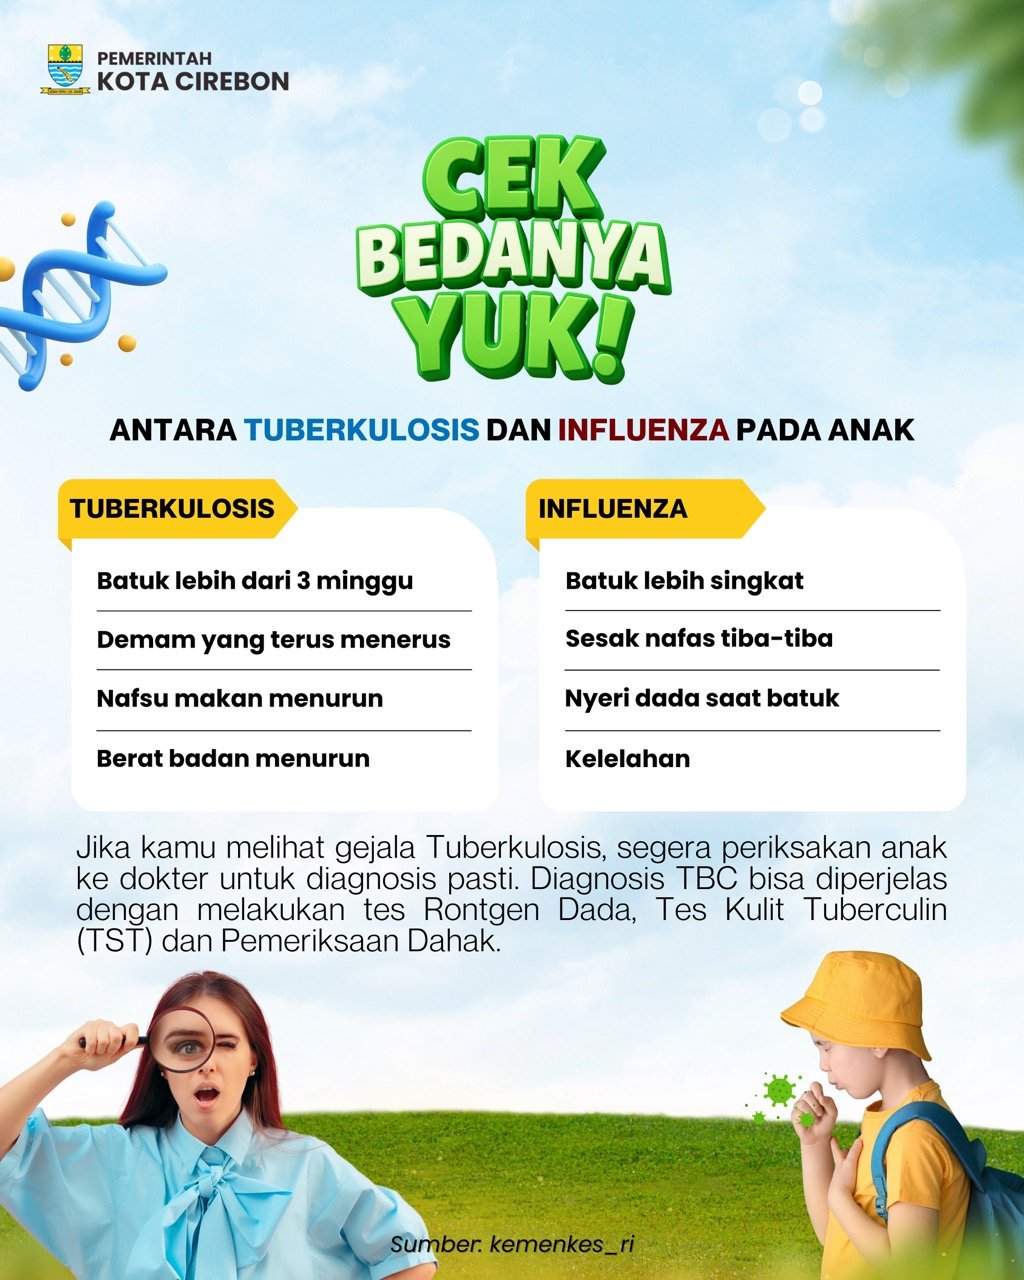 PEMERINTAH
KOTA CIREBON
CEK
BEDANYA
YUK!
ANTARA TUBERKULOSIS DAN INFLUENZA PADA ANAK
TUBERKULOSIS
Batuk lebih dari 3 minggu
Demam yang terus menerus
Nafsu makan menurun
Berat badan menurun
INFLUENZA
Batuk lebih singkat
Sesak nafas tiba-tiba
Nyeri dada saat batuk
Kelelahan
Jika kamu melihat gejala Tuberkulosis, segera periksakan anak
ke dokter untuk diagnosis pasti. Diagnosis TBC bisa diperjelas
dengan melakukan tes Rontgen Dada, Tes Kulit Tuberculin
(TST) dan Pemeriksaan Dahak.
Sumber: kemenkes_ri